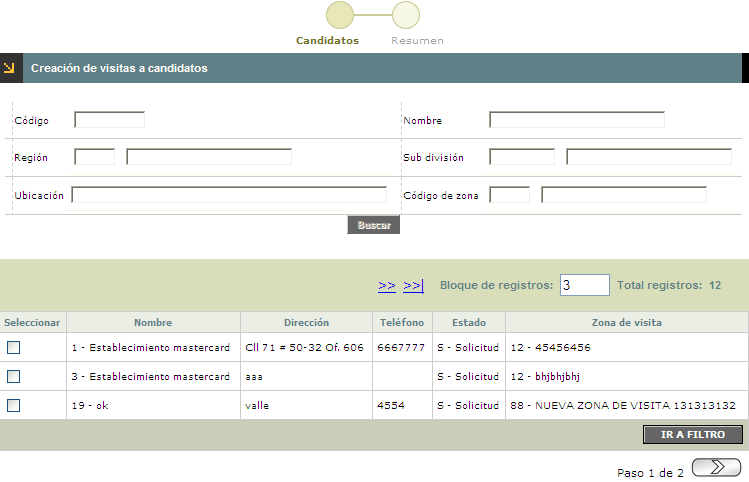 Candidatos Resumen
Creación de visitas a candidatos
Código Nombre
Región Sub división
Ubicación Código de zona
Buscar
>> >>| Bloque de registros: 3 Total registros: 12
Seleccionar Nombre Dirección Teléfono Estado Zona de visita
1 - Establecimiento mastercard Cll 71 # 50-32 Of. 606 6667777 S - Solicitud 12 - 45456456
3 - Establecimiento mastercard aaa S - Solicitud 12 - bhjbhjbhj
19 - ok valle 4554 S - Solicitud 88 - NUEVA ZONA DE VISITA 131313132
IR A FILTRO
Paso 1 de 2